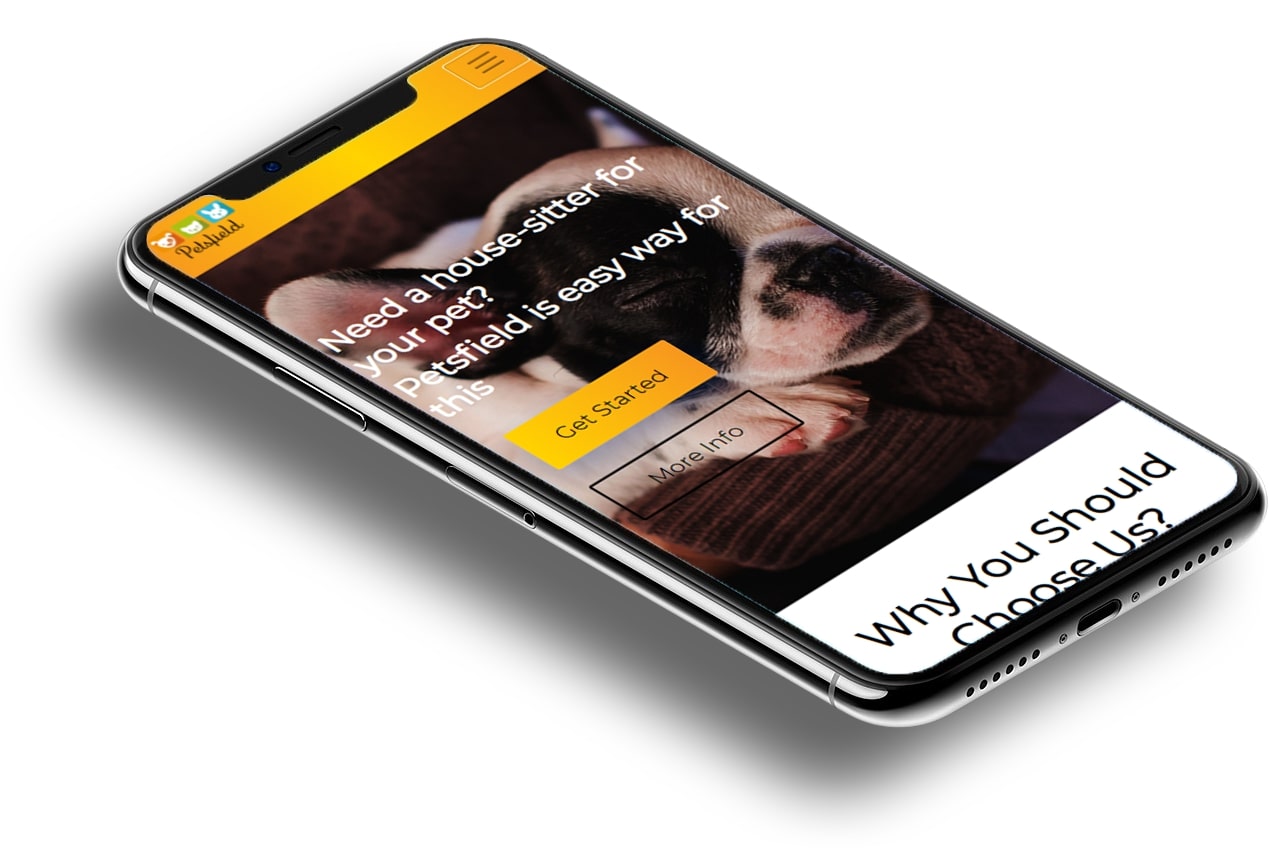 Petsfield
Need a house-sitter for
your pet?
Petsfield is easy way for
this
Get Started
More Info
Why You Should
Choose Us?